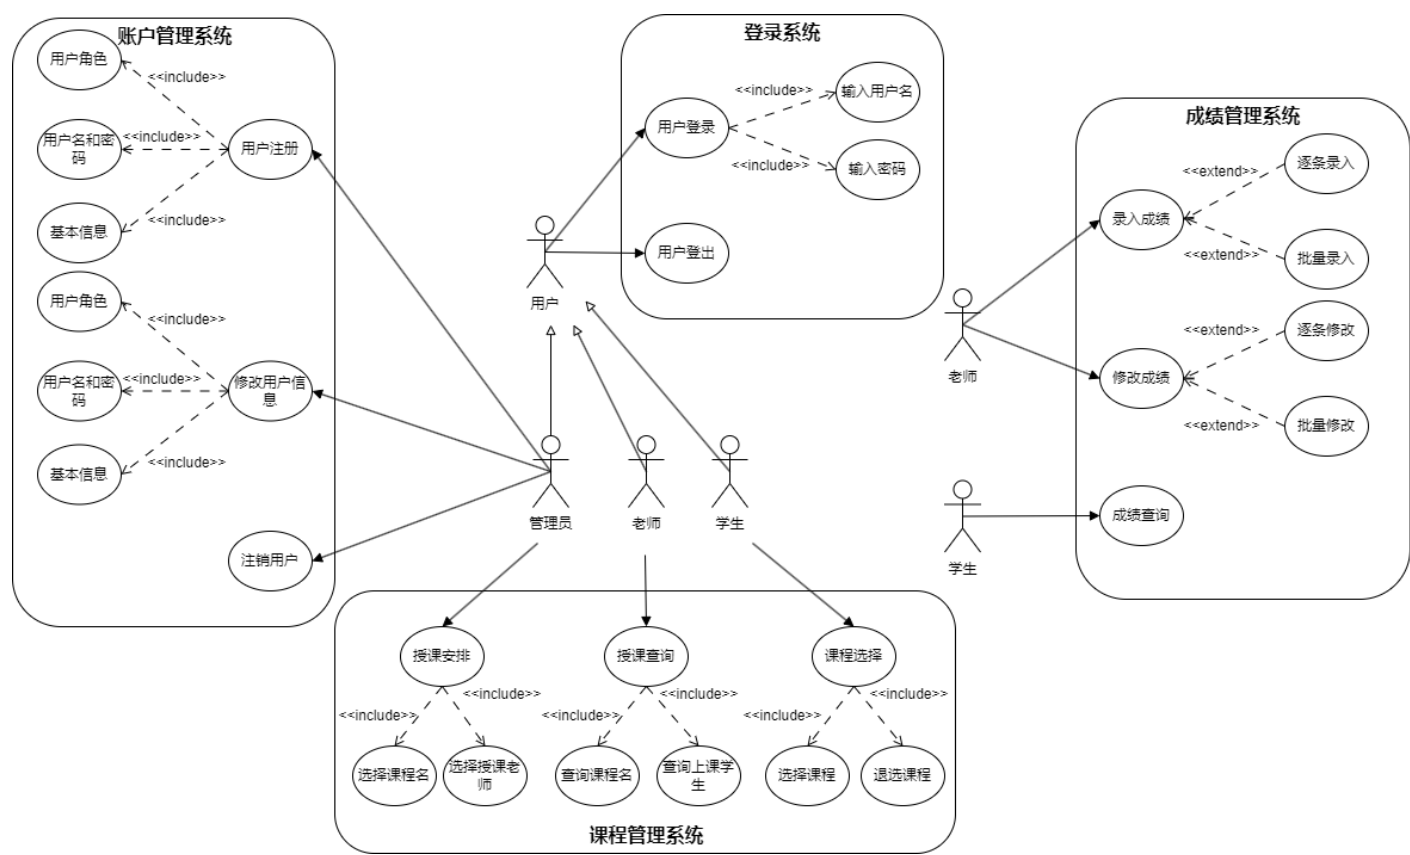 账户管理系统
用户角色
<<include>>
用户名和密
码
<<include>>
用户注册
基本信息
<<include>>
用户角色
<<include>>
用户名和密
码
<<include>>
修改用户信
息
基本信息
<<include>>
注销用户
登录系统
用户登录
<<include>>
输入用户名
<<include>>
输入密码
用户登出
用户
管理员
老师
学生
成绩管理系统
老师
录入成绩
<<extend>>
逐条录入
<<extend>>
批量录入
修改成绩
<<extend>>
逐条修改
<<extend>>
批量修改
学生
成绩查询
授课安排
授课查询
课程选择
<<include>>
<<include>>
<<include>>
<<include>>
<<include>>
<<include>>
选择课程名
选择授课老
师
查询课程名
查询上课学
生
选择课程
退选课程
课程管理系统